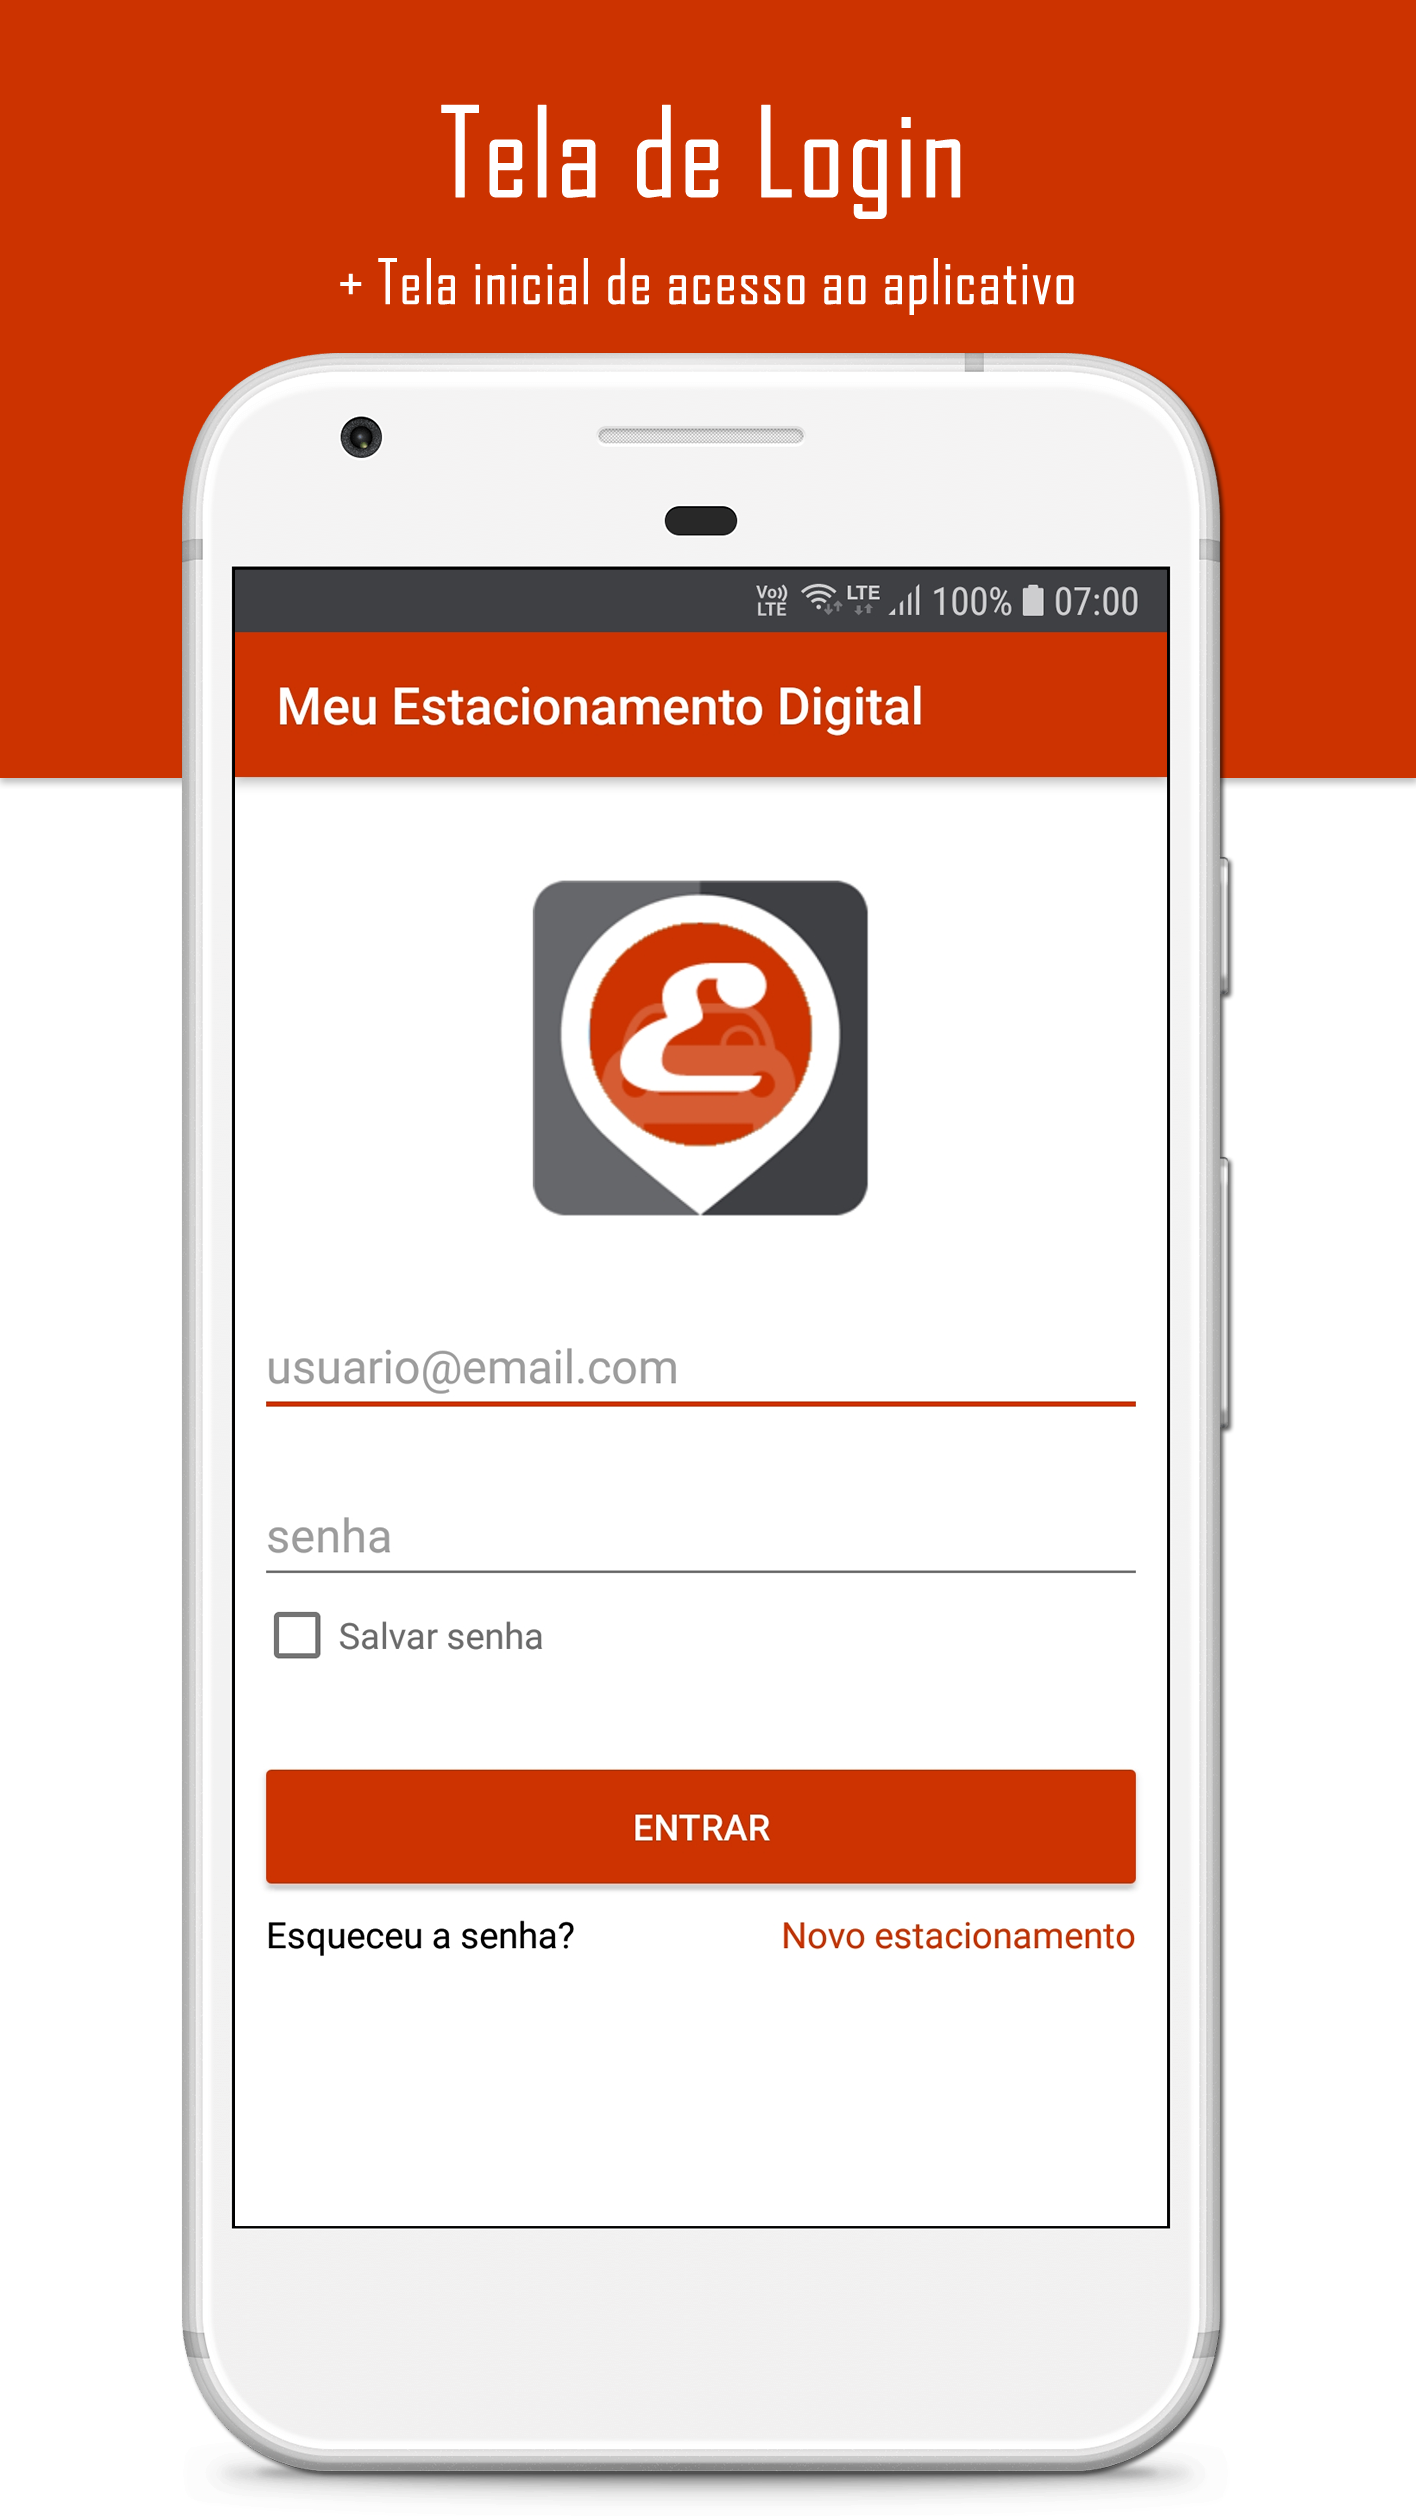 Tela de Login
+ Tela inicial de acesso ao aplicativo
Vo)) LTE LTE 100% 07:00
Meu Estacionamento Digital
usuario@email.com
senha
Salvar senha
ENTRAR
Esqueceu a senha? Novo estacionamento